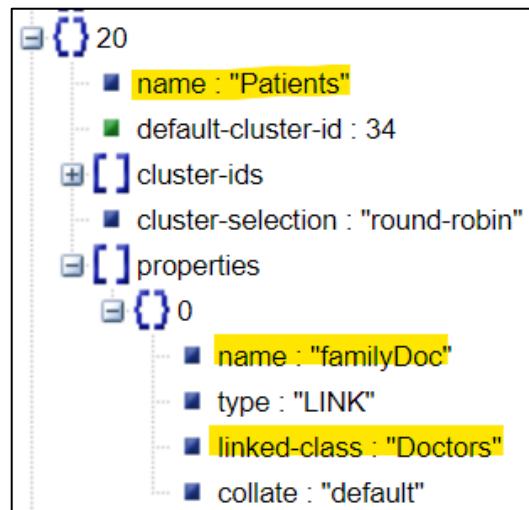 {} 20
name : "Patients"
default-cluster-id : 34
[ ] cluster-ids
cluster-selection : "round-robin"
[ ] properties
{} 0
name : "familyDoc"
type : "LINK"
linked-class : "Doctors"
collate : "default"